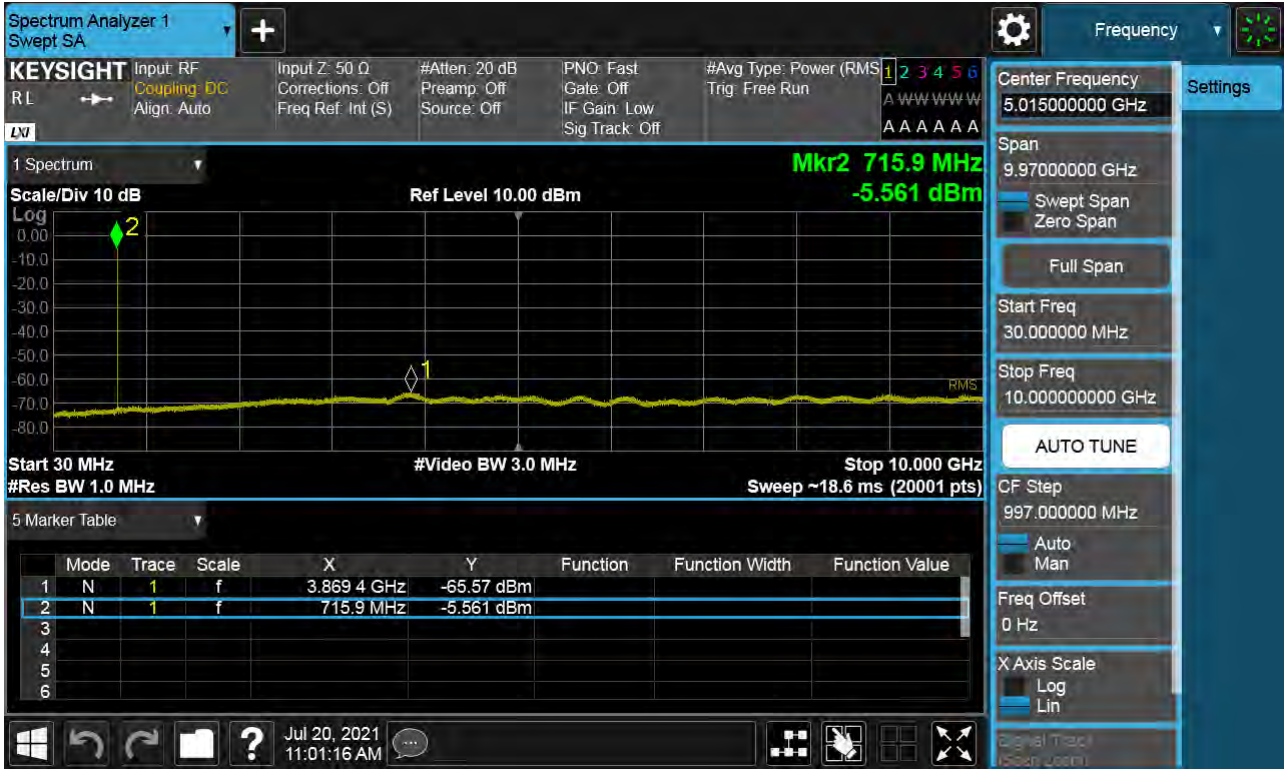 Spectrum Analyzer 1
Swept SA
Frequency
KEYSIGHT
RL
LXI
Input: RF
Coupling: DC
Align: Auto
Input Z: 50 Ω
Corrections: Off
Freq Ref: Int (S)
#Atten: 20 dB
Preamp: Off
Source: Off
PNO: Fast
Gate: Off
IF Gain: Low
Sig Track: Off
#Avg Type: Power (RMS
Trig: Free Run
1 2 3 4 5 6
A W W W W W
A A A A A A
1 Spectrum
Mkr2 715.9 MHz
-5.561 dBm
Scale/Div 10 dB
Ref Level 10.00 dBm
Log
0.00
-10.0
-20.0
-30.0
-40.0
-50.0
-60.0
-70.0
-80.0
2
1
RMS
Start 30 MHz
#Video BW 3.0 MHz
Stop 10.000 GHz
#Res BW 1.0 MHz
Sweep ~18.6 ms (20001 pts)
5 Marker Table
Mode Trace Scale X Y Function Function Width Function Value
1 N 1 f 3.869 4 GHz -65.57 dBm
2 N 1 f 715.9 MHz -5.561 dBm
3
4
5
6
Jul 20, 2021
11:01:16 AM
Center Frequency
5.015000000 GHz
Settings
Span
9.97000000 GHz
Swept Span
Zero Span
Full Span
Start Freq
30.000000 MHz
Stop Freq
10.000000000 GHz
AUTO TUNE
CF Step
997.000000 MHz
Auto
Man
Freq Offset
0 Hz
X Axis Scale
Log
Lin
Signal Track
(Span Zoom)